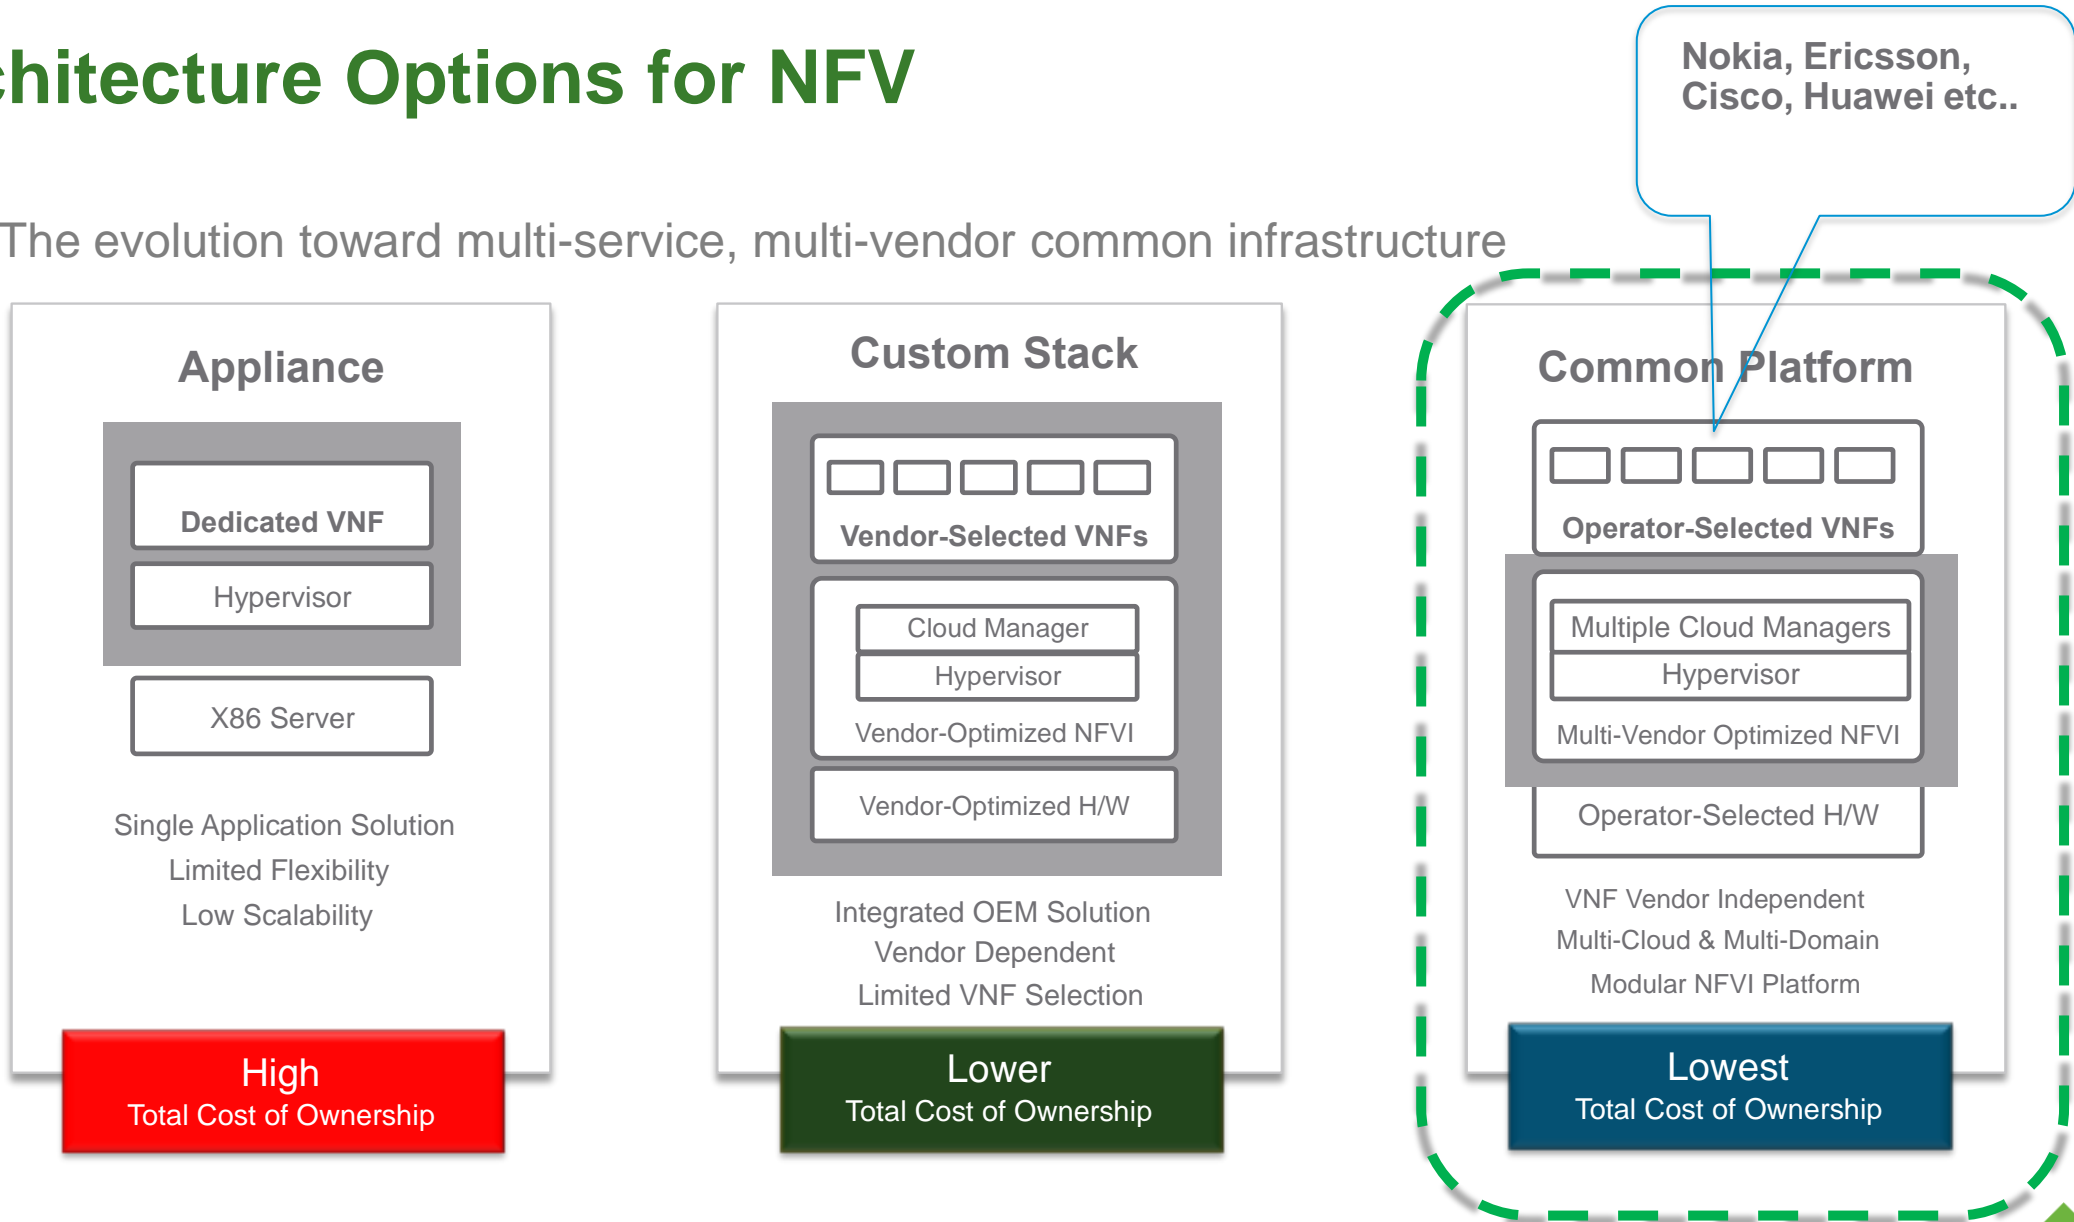 chitecture Options for NFV
Nokia, Ericsson,
Cisco, Huawei etc..
The evolution toward multi-service, multi-vendor common infrastructure
Appliance
Dedicated VNF
Hypervisor
X86 Server
Single Application Solution
Limited Flexibility
Low Scalability
High
Total Cost of Ownership
Custom Stack
Vendor-Selected VNFs
Cloud Manager
Hypervisor
Vendor-Optimized NFVI
Vendor-Optimized H/W
Integrated OEM Solution
Vendor Dependent
Limited VNF Selection
Lower
Total Cost of Ownership
Common Platform
Operator-Selected VNFs
Multiple Cloud Managers
Hypervisor
Multi-Vendor Optimized NFVI
Operator-Selected H/W
VNF Vendor Independent
Multi-Cloud & Multi-Domain
Modular NFVI Platform
Lowest
Total Cost of Ownership